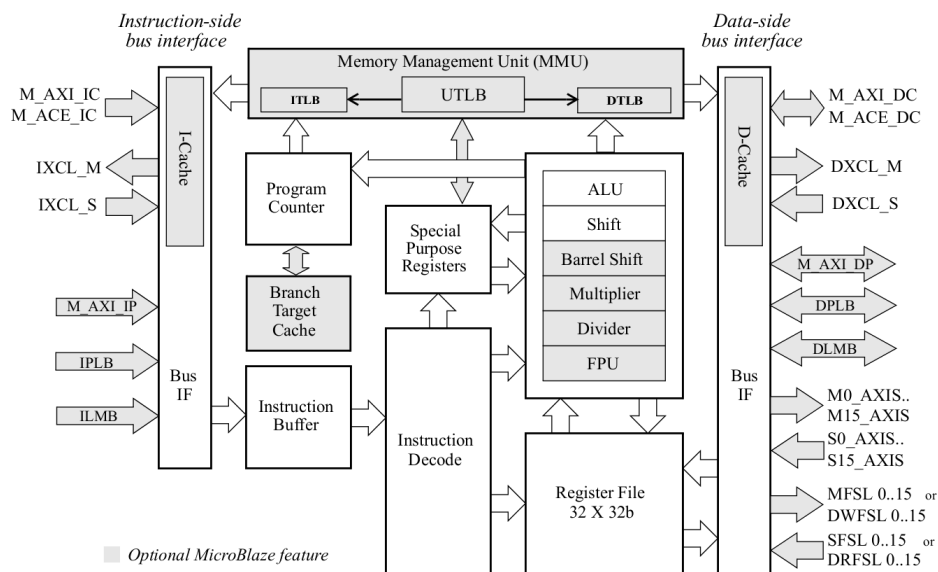 Instruction-side
bus interface
Data-side
bus interface
Memory Management Unit (MMU)
ITLB
UTLB
DTLB
M_AXI_IC
M_ACE_IC
IXCL_M
IXCL_S
I-Cache
M_AXI_IP
IPLB
ILMB
Bus
IF
Program
Counter
Branch
Target
Cache
Instruction
Buffer
Special
Purpose
Registers
Instruction
Decode
ALU
Shift
Barrel Shift
Multiplier
Divider
FPU
Register File
32 X 32b
D-Cache
Bus
IF
M_AXI_DC
M_ACE_DC
DXCL_M
DXCL_S
M_AXI_DP
DPLB
DLMB
M0_AXIS..
M15_AXIS
S0_AXIS..
S15_AXIS
MFSL 0..15 or
DWFSL 0..15
SFSL 0..15 or
DRFSL 0..15
Optional MicroBlaze feature